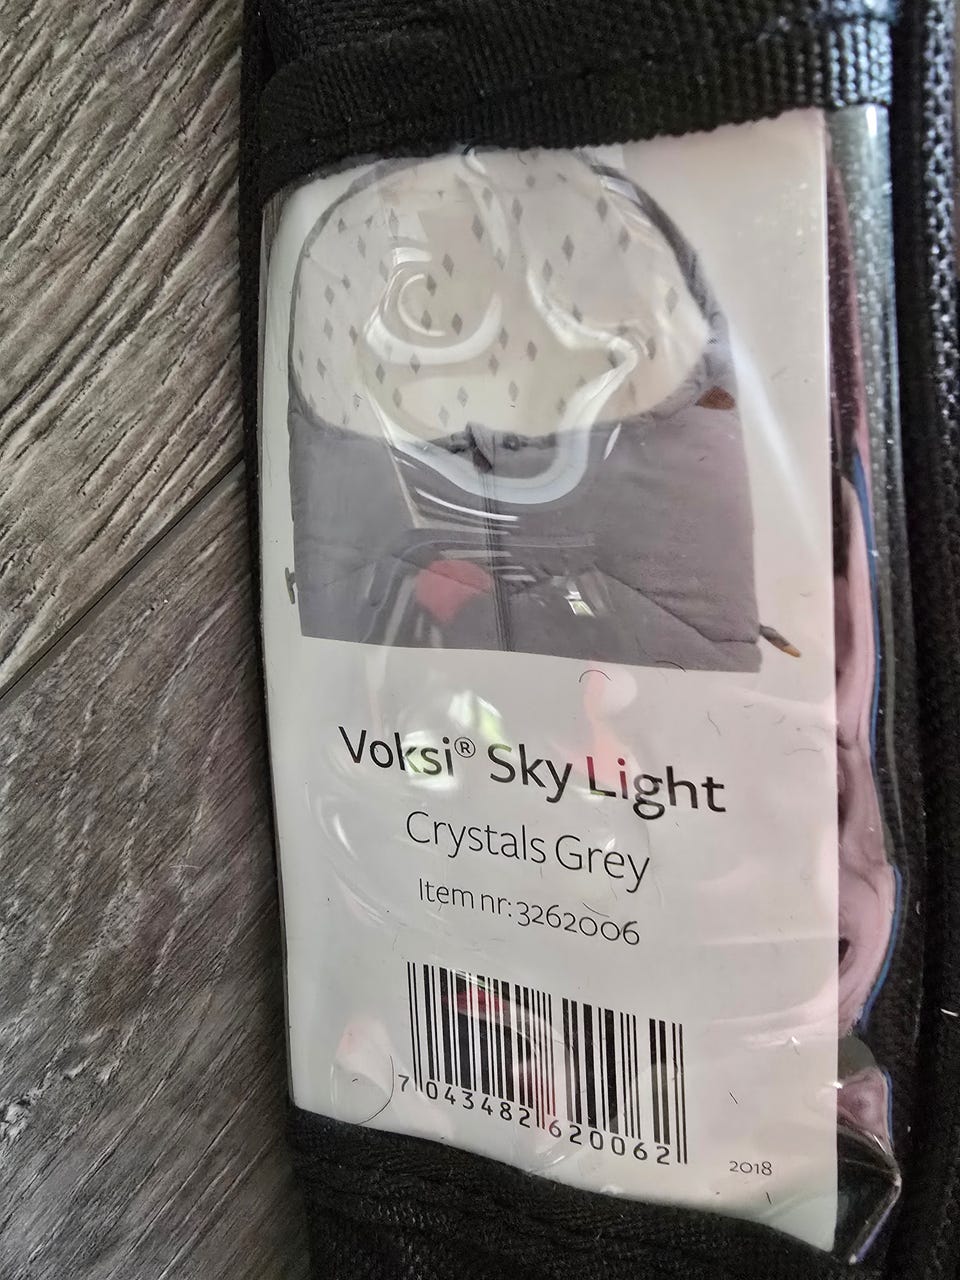 Voksi® Sky Light
Crystals Grey
Item nr: 3262006
7 043482 620062
2018